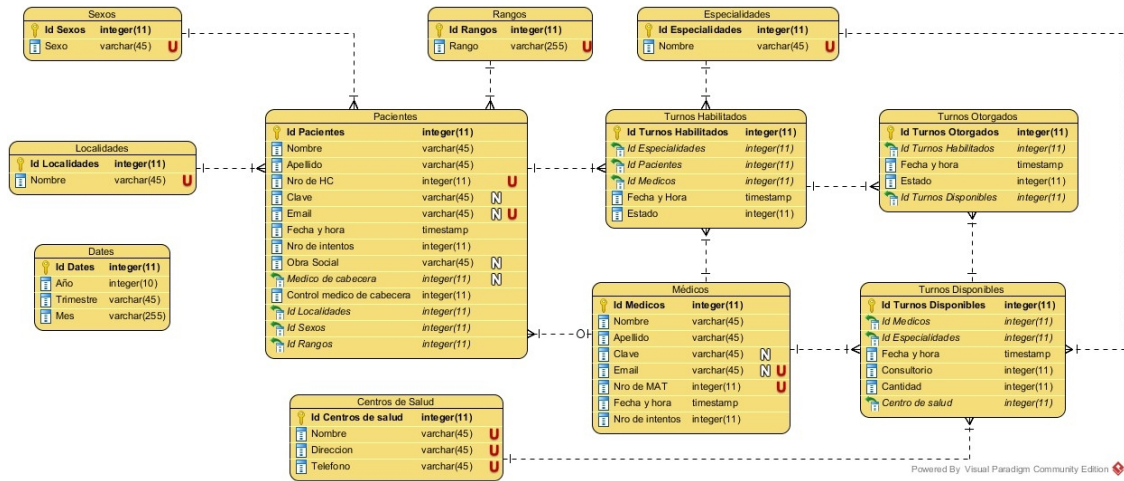 Sexos
Id Sexos integer(11)
Sexo varchar(45) U
Rangos
Id Rangos integer(11)
Rango varchar(255) U
Especialidades
Id Especialidades integer(11)
Nombre varchar(45) U
Localidades
Id Localidades integer(11)
Nombre varchar(45) U
Pacientes
Id Pacientes integer(11)
Nombre varchar(45)
Apellido varchar(45)
Nro de HC integer(11) U
Clave varchar(45) N
Email varchar(45) N U
Fecha y hora timestamp
Nro de intentos integer(11)
Obra Social varchar(45) N
Medico de cabecera integer(11) N
Control medico de cabecera integer(11)
Id Localidades integer(11)
Id Sexos integer(11)
Id Rangos integer(11)
Turnos Habilitados
Id Turnos Habilitados integer(11)
Id Especialidades integer(11)
Id Pacientes integer(11)
Id Medicos integer(11)
Fecha y Hora timestamp
Estado integer(11)
Turnos Otorgados
Id Turnos Otorgados integer(11)
Id Turnos Habilitados integer(11)
Fecha y hora timestamp
Estado integer(11)
Id Turnos Disponibles integer(11)
Dates
Id Dates integer(11)
Año integer(10)
Trimestre varchar(45)
Mes varchar(255)
Médicos
Id Medicos integer(11)
Nombre varchar(45)
Apellido varchar(45)
Clave varchar(45) N
Email varchar(45) N U
Nro de MAT integer(11) U
Fecha y hora timestamp
Nro de intentos integer(11)
Turnos Disponibles
Id Turnos Disponibles integer(11)
Id Medicos integer(11)
Id Especialidades integer(11)
Fecha y hora timestamp
Consultorio integer(11)
Cantidad integer(11)
Centro de salud integer(11)
Centros de Salud
Id Centros de salud integer(11)
Nombre varchar(45) U
Direccion varchar(45) U
Telefono varchar(45) U
Powered By Visual Paradigm Community Edition